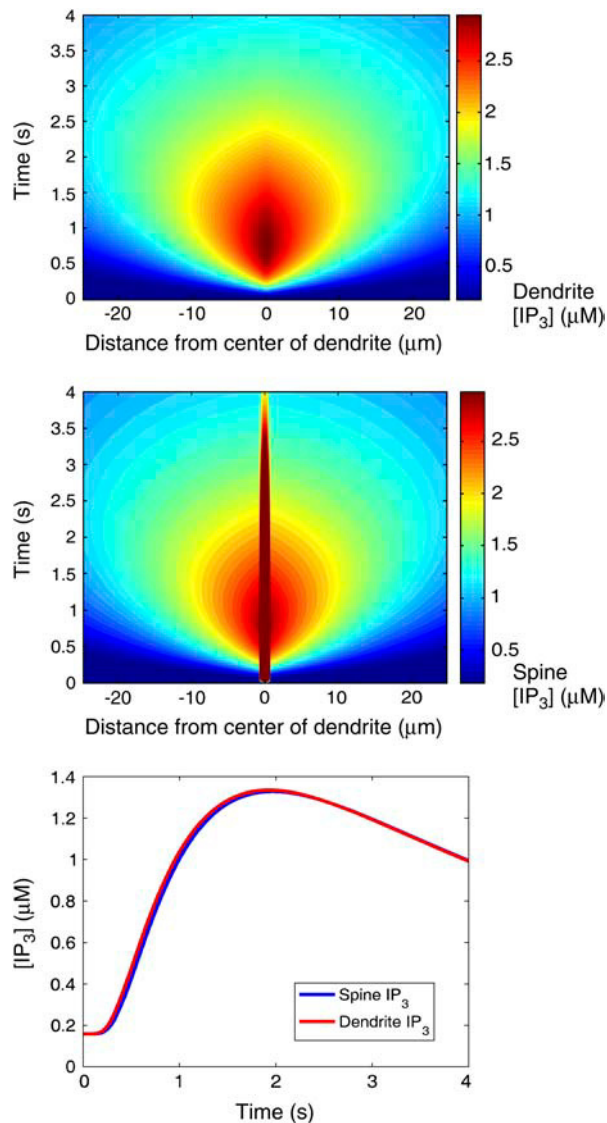 4
3.5
3
2.5
2
1.5
1
0.5
0
Time (s)
-20 -10 0 10 20
Distance from center of dendrite (μm)
2.5
2
1.5
1
0.5
Dendrite
[IP3] (μM)
4
3.5
3
2.5
2
1.5
1
0.5
0
Time (s)
-20 -10 0 10 20
Distance from center of dendrite (μm)
2.5
2
1.5
1
0.5
Spine
[IP3] (μM)
1.4
1.2
1
0.8
0.6
0.4
0.2
0
[IP3] (μM)
Spine IP3
Dendrite IP3
0 1 2 3 4
Time (s)